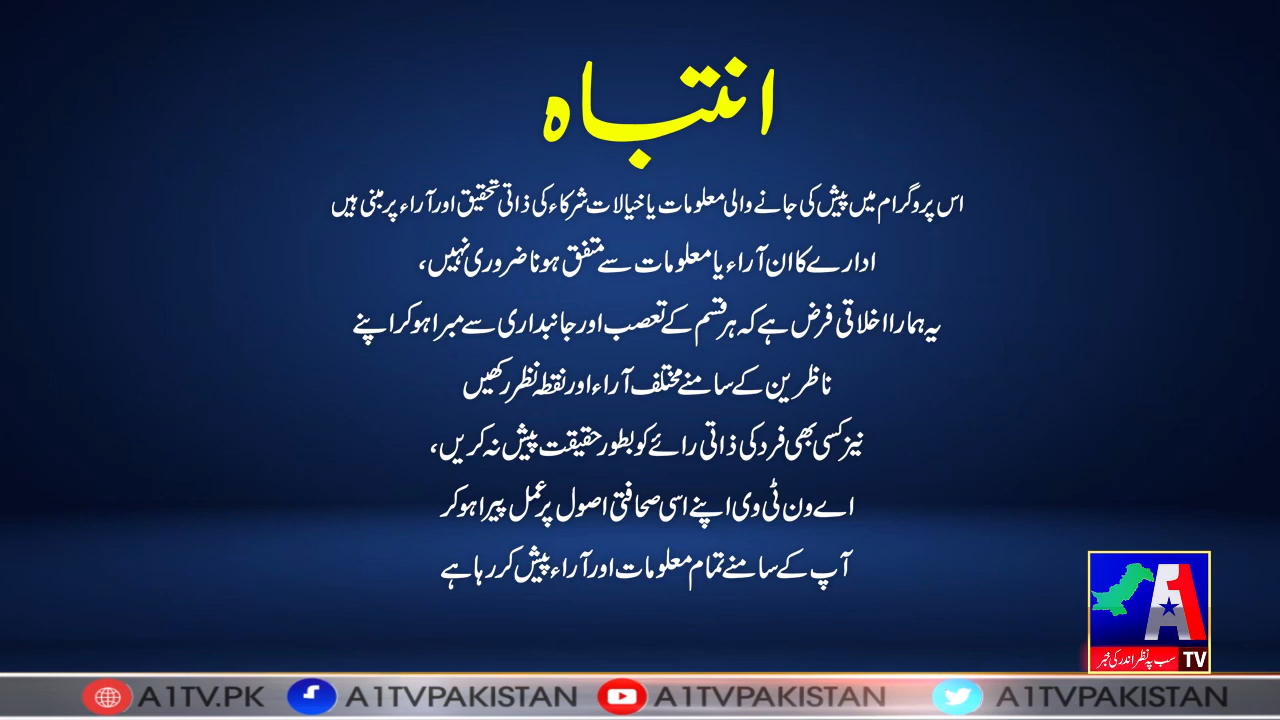 انتباہ
اس پروگرام میں پیش کی جانے والی معلومات یا خیالات شرکاء کی ذاتی تحقیق اور آراء پر مبنی ہیں
ادارے کا ان آراء یا معلومات سے متفق ہونا ضروری نہیں،
یہ ہمارا اخلاقی فرض ہے کہ ہر قسم کے تعصب اور جانبداری سے مبرا ہو کر اپنے
ناظرین کے سامنے مختلف آراء اور نقطہ نظر رکھیں
نیز کسی بھی فرد کی ذاتی رائے کو بطور حقیقت پیش نہ کریں،
اے ون ٹی وی اپنے اسی صحافتی اصول پر عمل پیرا ہو کر
آپ کے سامنے تمام معلومات اور آراء پیش کر رہا ہے
A1
سب پہ نظر اندر کی خبر TV
A1TV.PK A1TVPAKISTAN A1TVPAKISTAN A1TVPAKISTAN